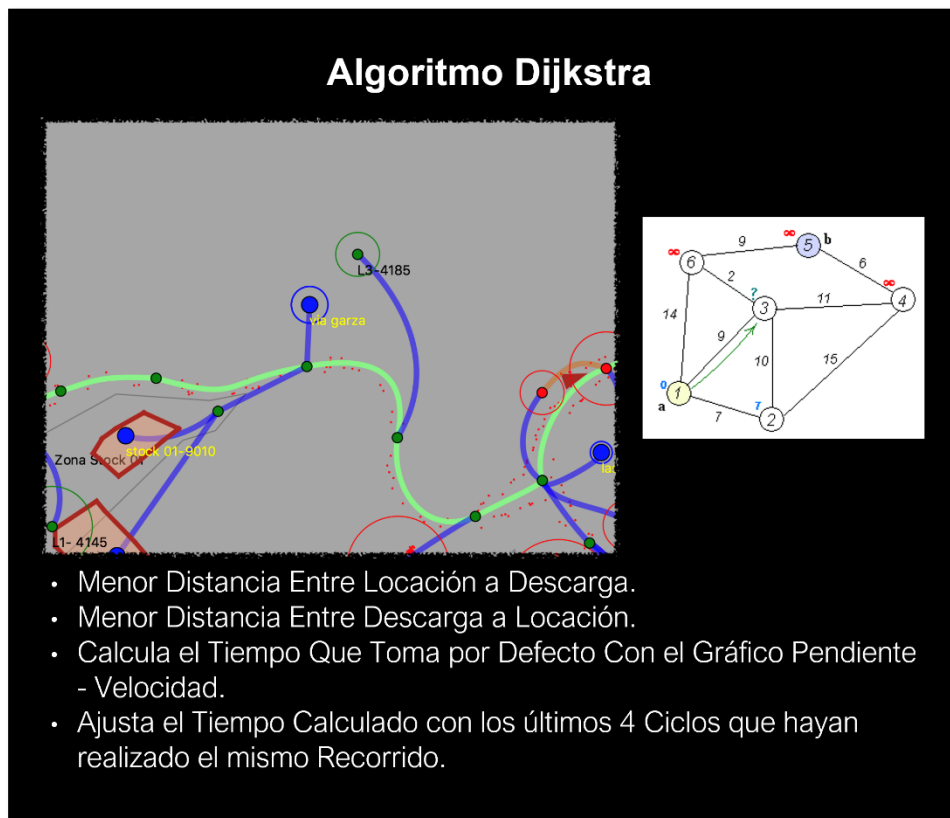 Algoritmo Dijkstra
L3-4185
via garza
Zona Stock 01
stock 01-9010
las
L1- 4145
∞ 9 5 b
∞ 6
6 2 ∞
? 3 11 4
14 9
10 15
0 1
a 7 7 2
• Menor Distancia Entre Locación a Descarga.
• Menor Distancia Entre Descarga a Locación.
• Calcula el Tiempo Que Toma por Defecto Con el Gráfico Pendiente
- Velocidad.
• Ajusta el Tiempo Calculado con los últimos 4 Ciclos que hayan
realizado el mismo Recorrido.